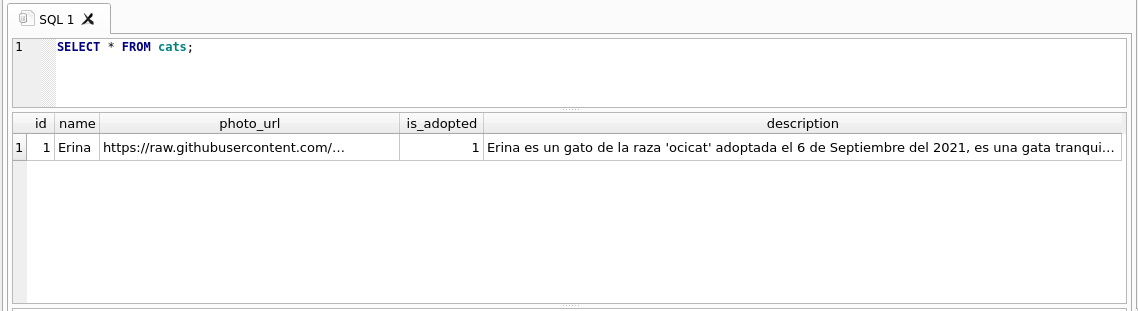 SQL 1
1 SELECT * FROM cats;
id name photo_url is_adopted description
1 1 Erina https://raw.githubusercontent.com/... 1 Erina es un gato de la raza 'ocicat' adoptada el 6 de Septiembre del 2021, es una gata tranqui...